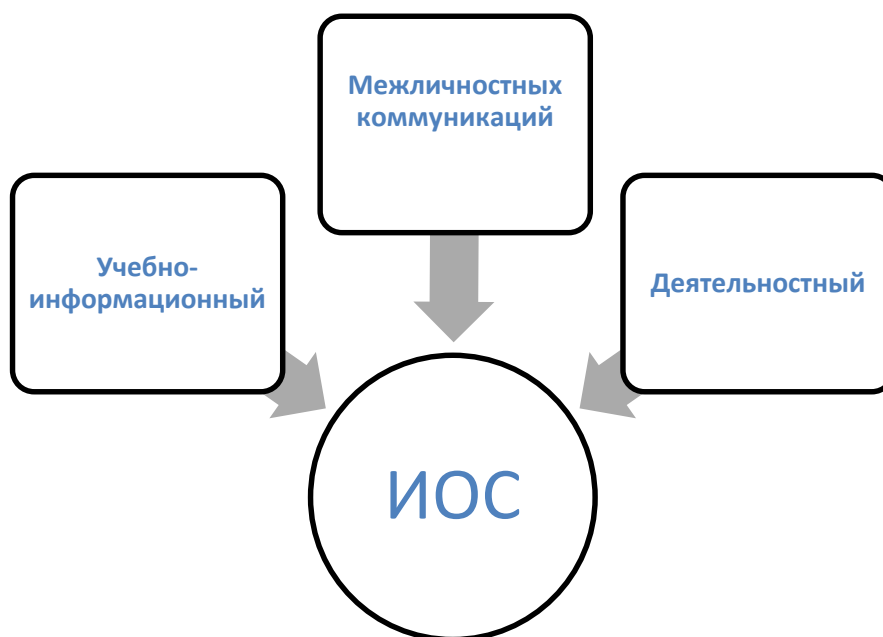 Межличностных
коммуникаций
Учебно-
информационный
Деятельностный
ИОС